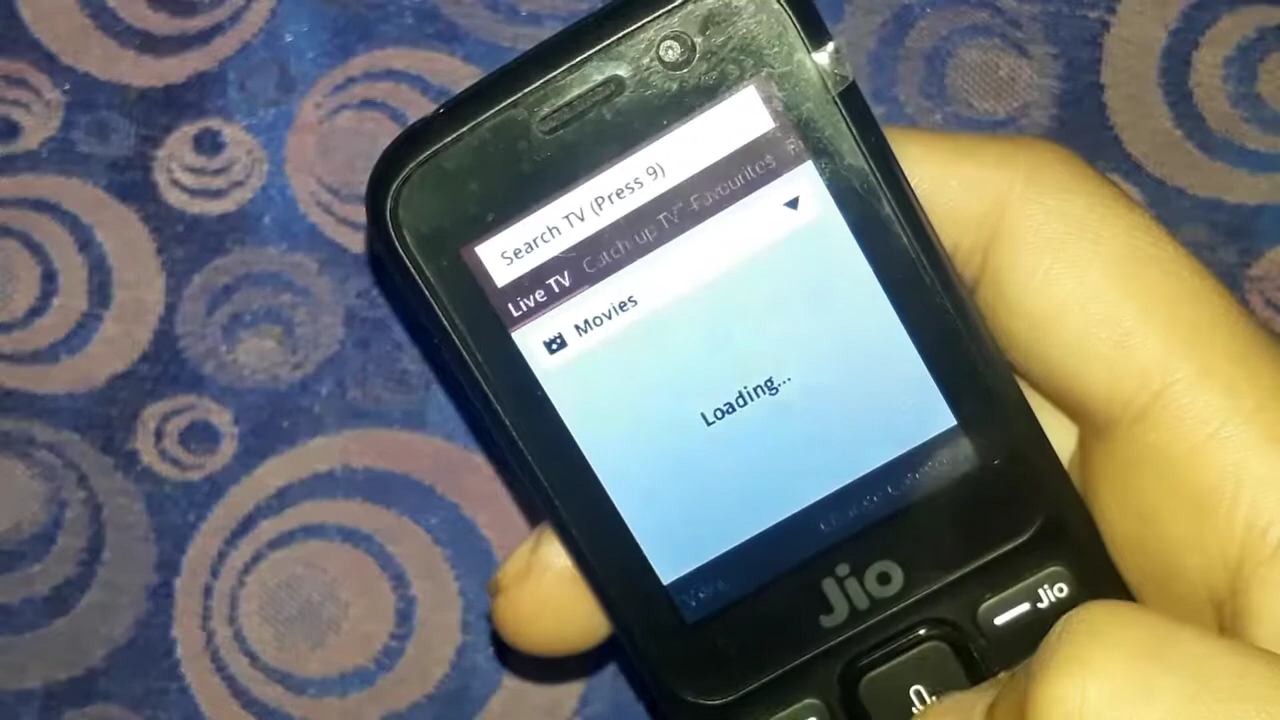 Search TV (Press 9)
Live TV Catch up TV Favourites
Movies
Loading...
Jio
Jio